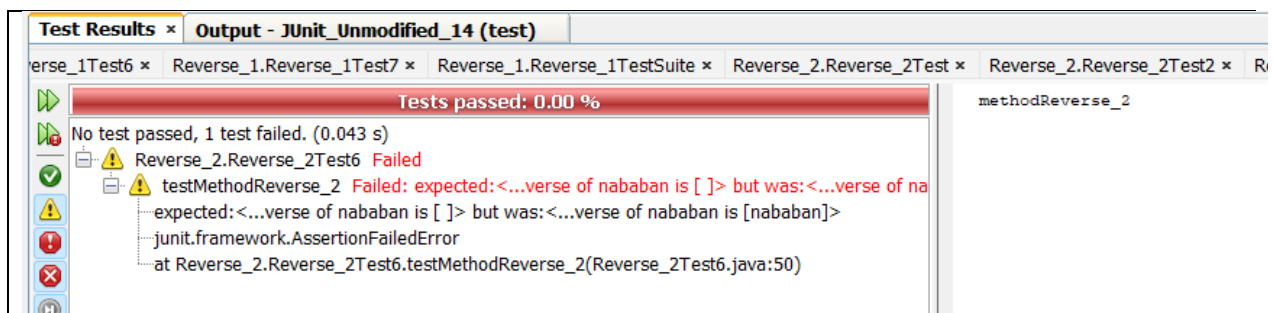 Test Results × Output - JUnit_Unmodified_14 (test)
erse_1Test6 × Reverse_1.Reverse_1Test7 × Reverse_1.Reverse_1TestSuite × Reverse_2.Reverse_2Test × Reverse_2.Reverse_2Test2 ×
Tests passed: 0.00 %
methodReverse_2
No test passed, 1 test failed. (0.043 s)
Reverse_2.Reverse_2Test6 Failed
testMethodReverse_2 Failed: expected:<...verse of nababan is [ ]> but was:<...verse of na
expected:<...verse of nababan is [ ]> but was:<...verse of nababan is [nababan]>
junit.framework.AssertionFailedError
at Reverse_2.Reverse_2Test6.testMethodReverse_2(Reverse_2Test6.java:50)